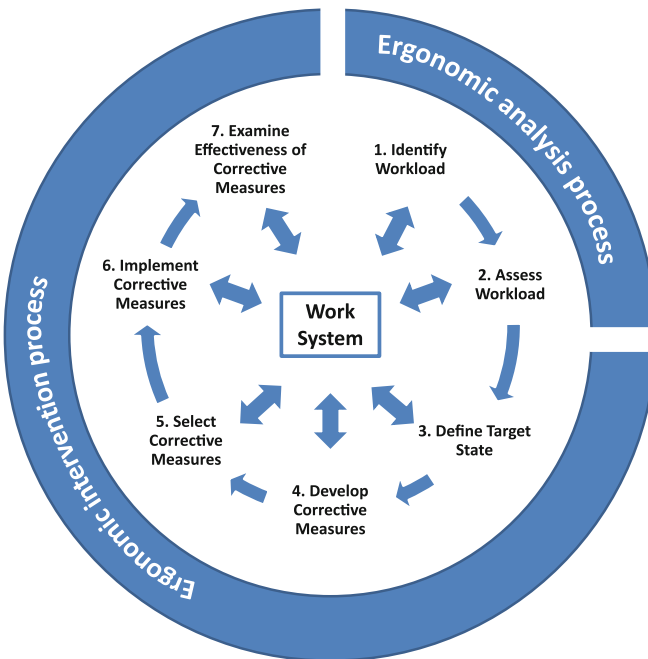 Ergonomic analysis process
7. Examine
Effectiveness of
Corrective
Measures
1. Identify
Workload
2. Assess
Workload
3. Define Target
State
4. Develop
Corrective
Measures
5. Select
Corrective
Measures
6. Implement
Corrective
Measures
Work
System
Ergonomic intervention process